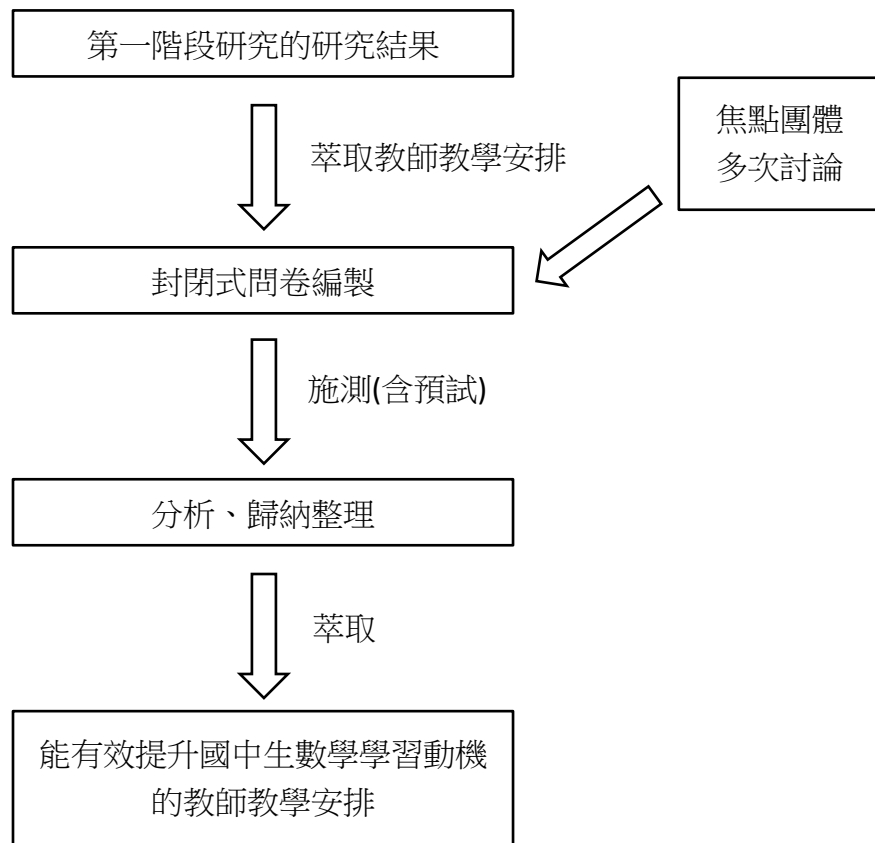 第一階段研究的研究結果
焦點團體
多次討論
萃取教師教學安排
封閉式問卷編製
施測(含預試)
分析、歸納整理
萃取
能有效提升國中生數學學習動機
的教師教學安排